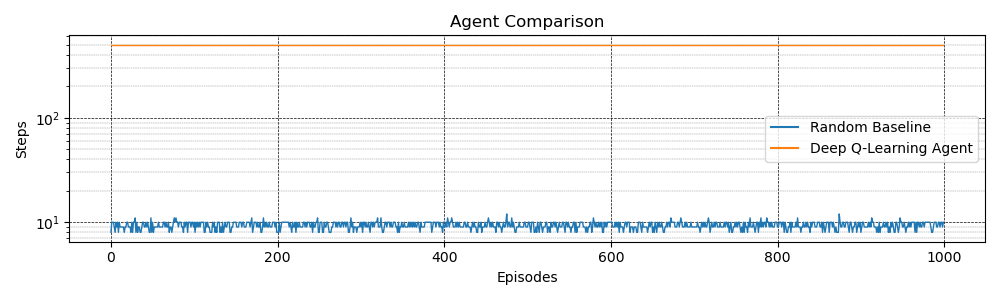 Agent Comparison
Steps
10²
10¹
Random Baseline
Deep Q-Learning Agent
0 200 400 600 800 1000
Episodes